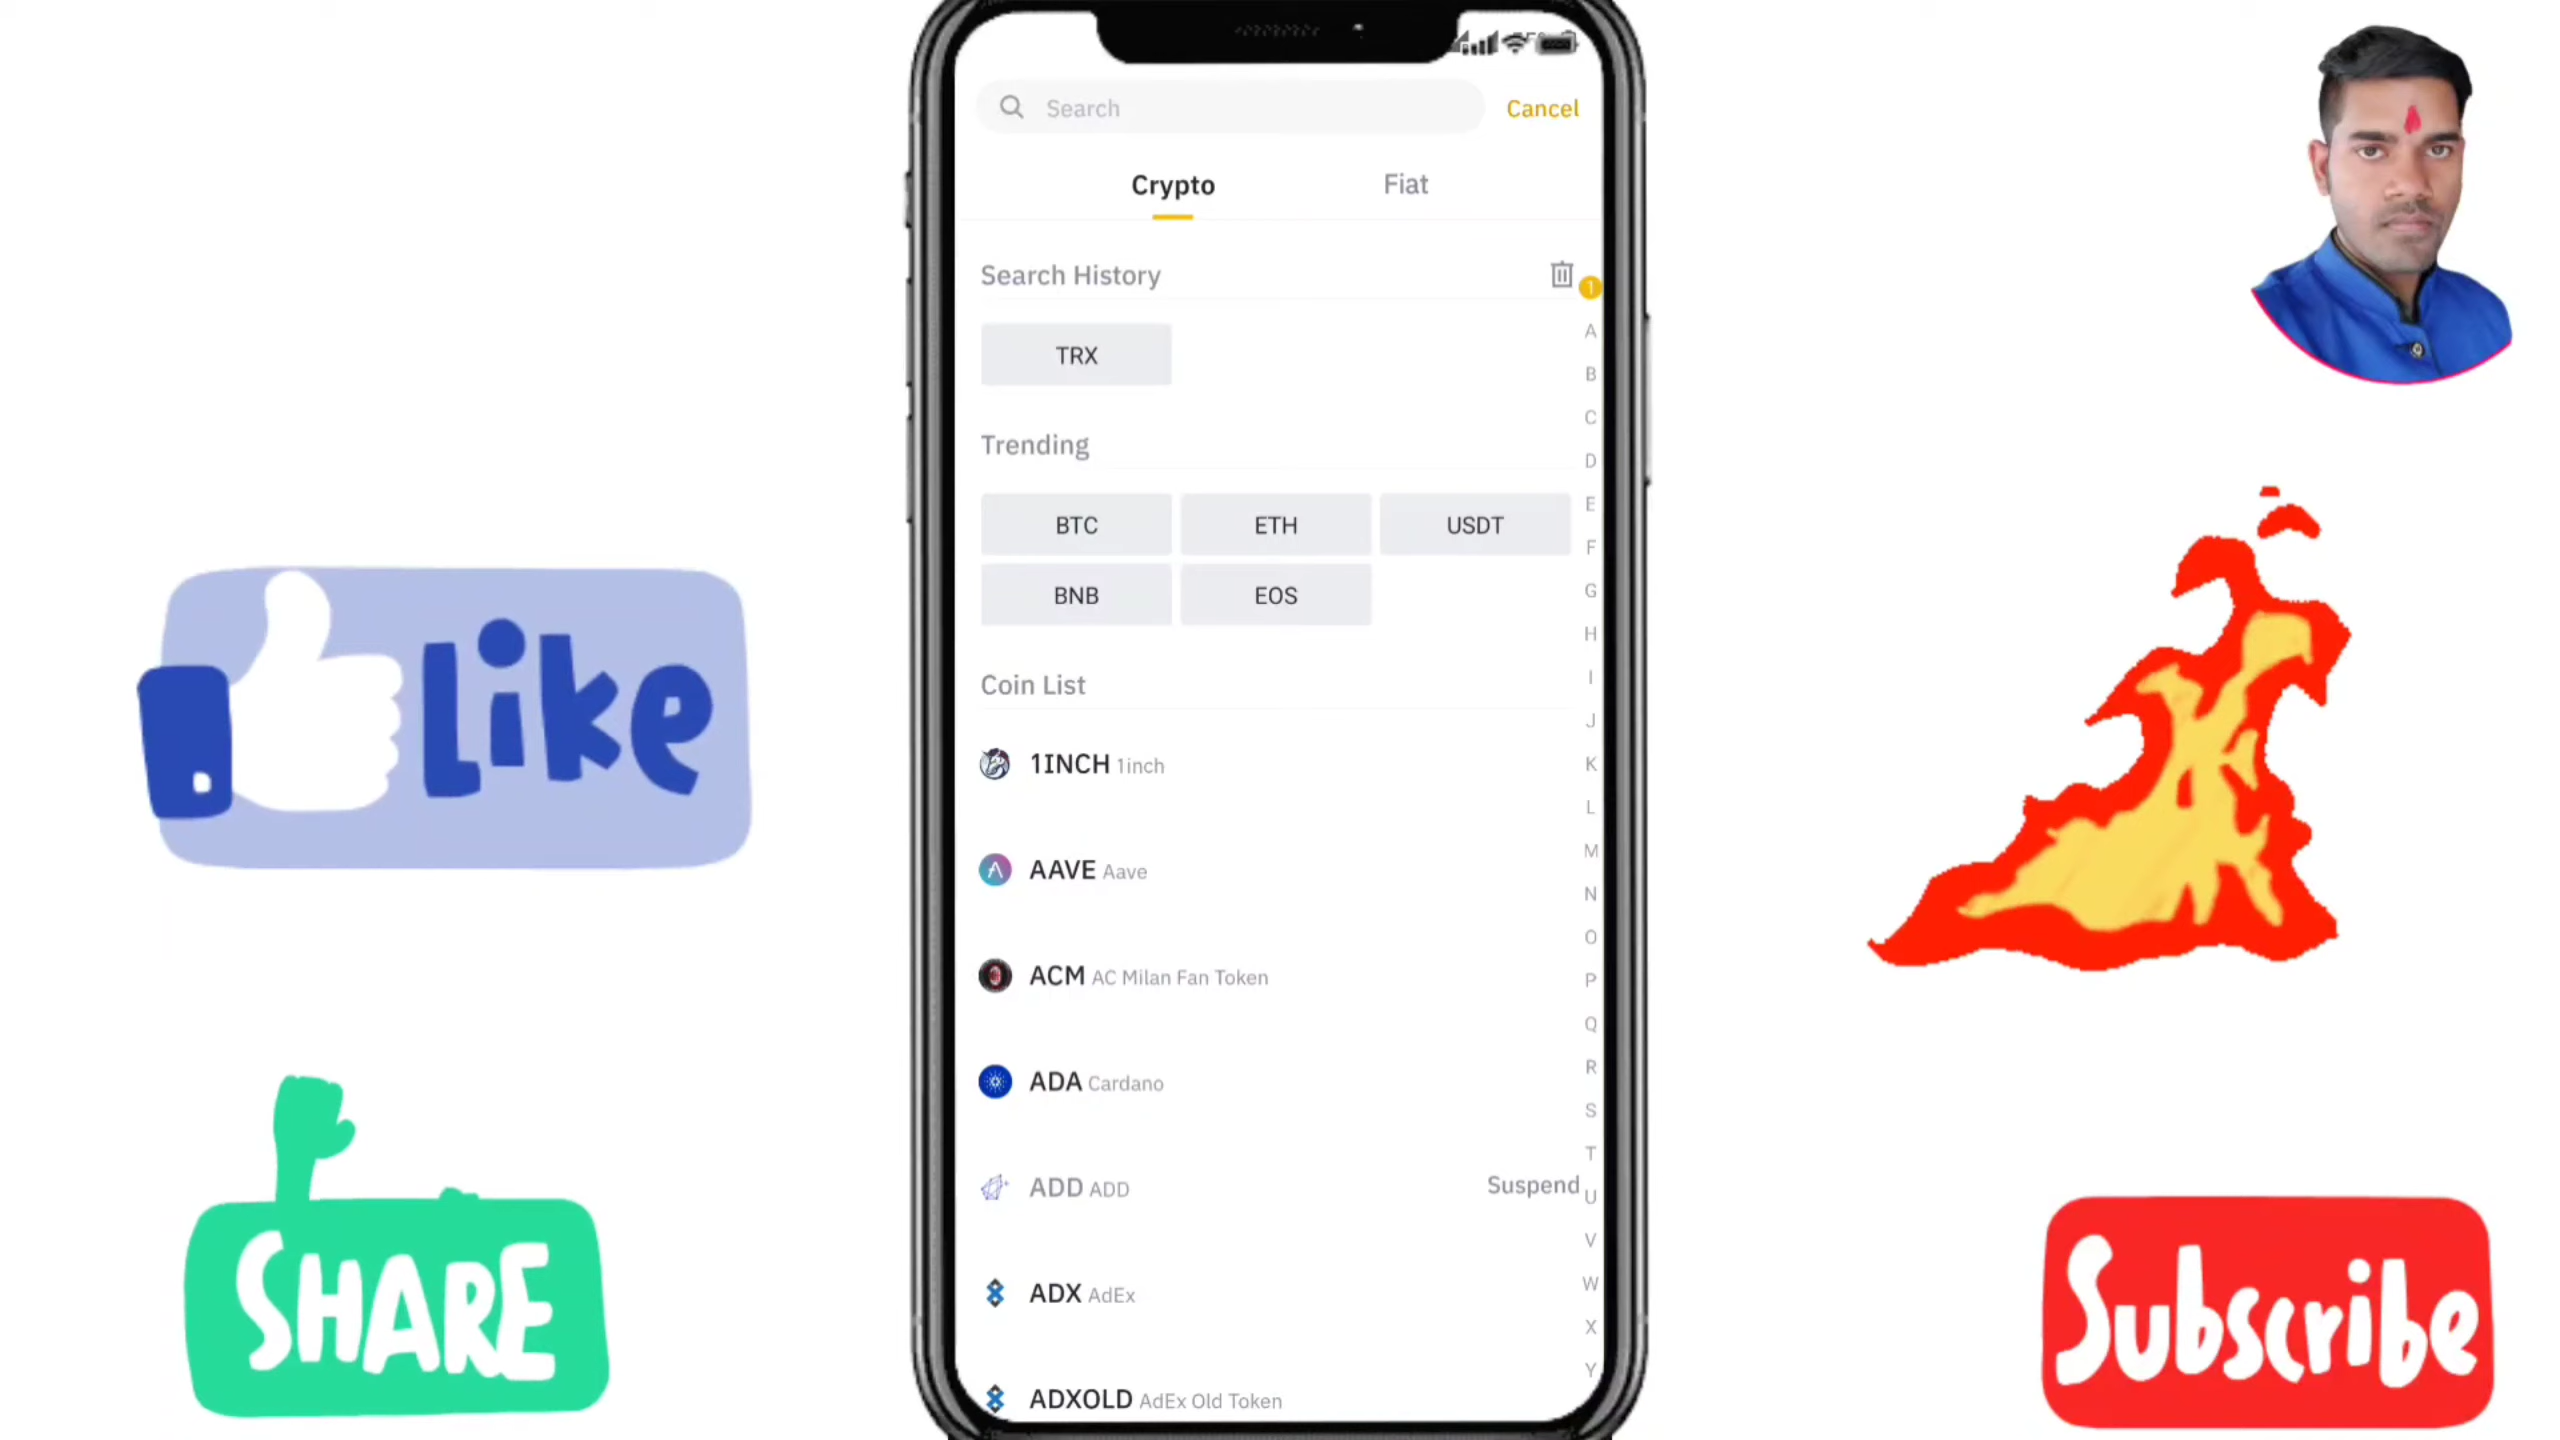 Search
Cancel
Crypto
Fiat
Search History
1
TRX
Trending
BTC
ETH
USDT
BNB
EOS
Coin List
1INCH 1inch
AAVE Aave
ACM AC Milan Fan Token
ADA Cardano
ADD ADD
Suspend
ADX AdEx
ADXOLD AdEx Old Token
A
B
C
D
E
F
G
H
I
J
K
L
M
N
O
P
Q
R
S
T
U
V
W
X
Y
Like
SHARE
Subscribe